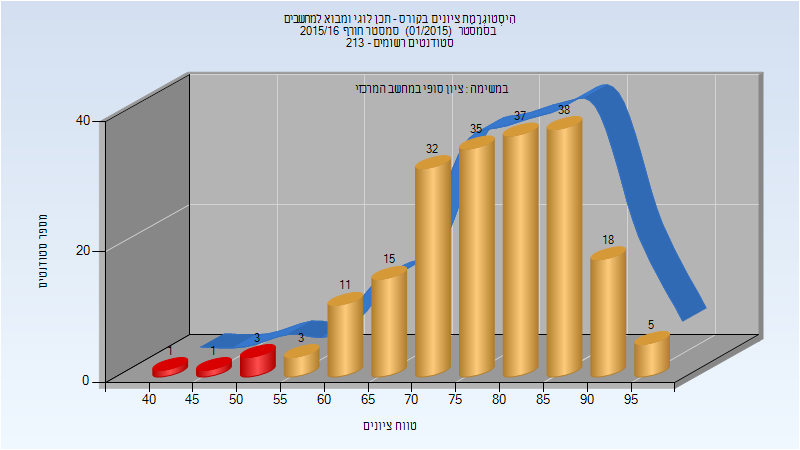 היסטוגרמת ציונים בקורס - תכן לוגי ומבוא למחשבים
בסמסטר (01/2015) סמסטר חורף 2015/16
סטודנטים רשומים - 213
במשימה : ציון סופי במחשב המרכזי
מספר סטודנטים
40
20
0
1
1
3
3
11
15
32
35
37
38
18
5
40 45 50 55 60 65 70 75 80 85 90 95
טווח ציונים